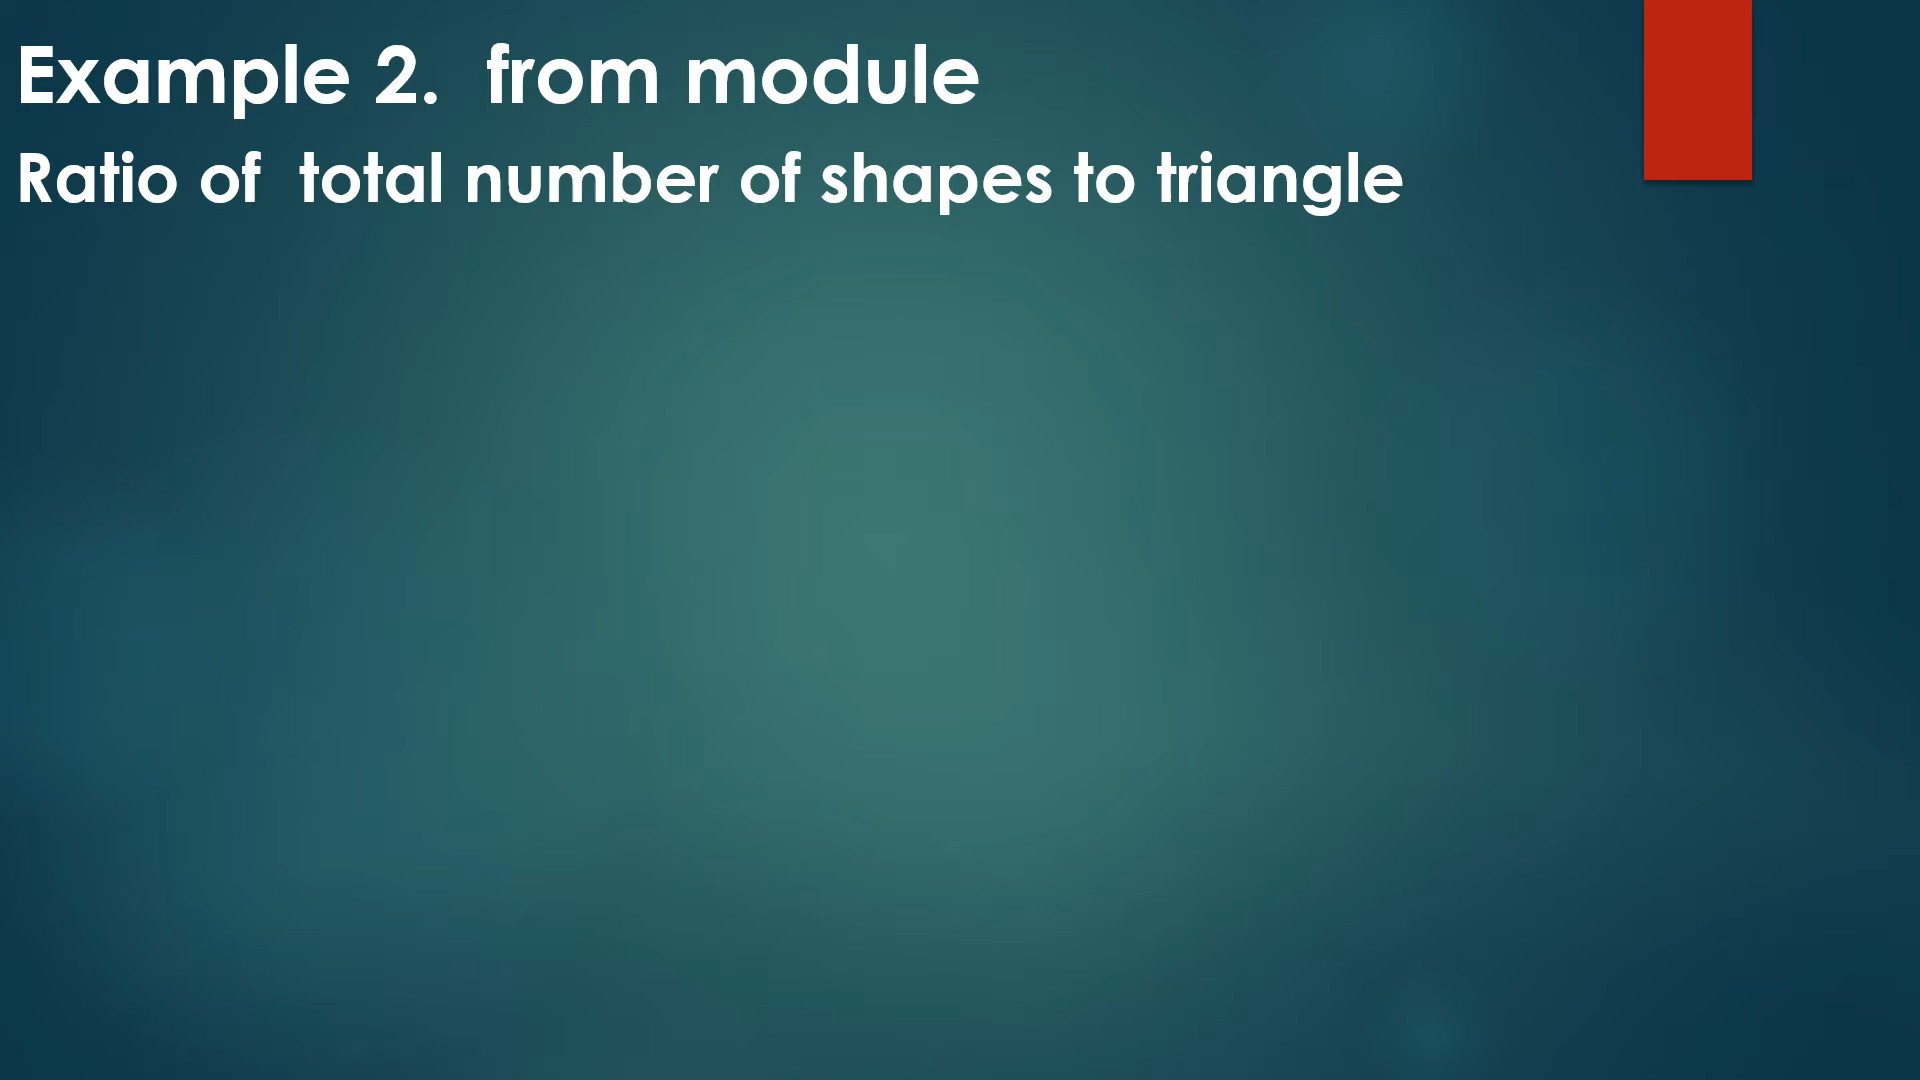 Example 2.  from module
Ratio of  total number of shapes to triangle